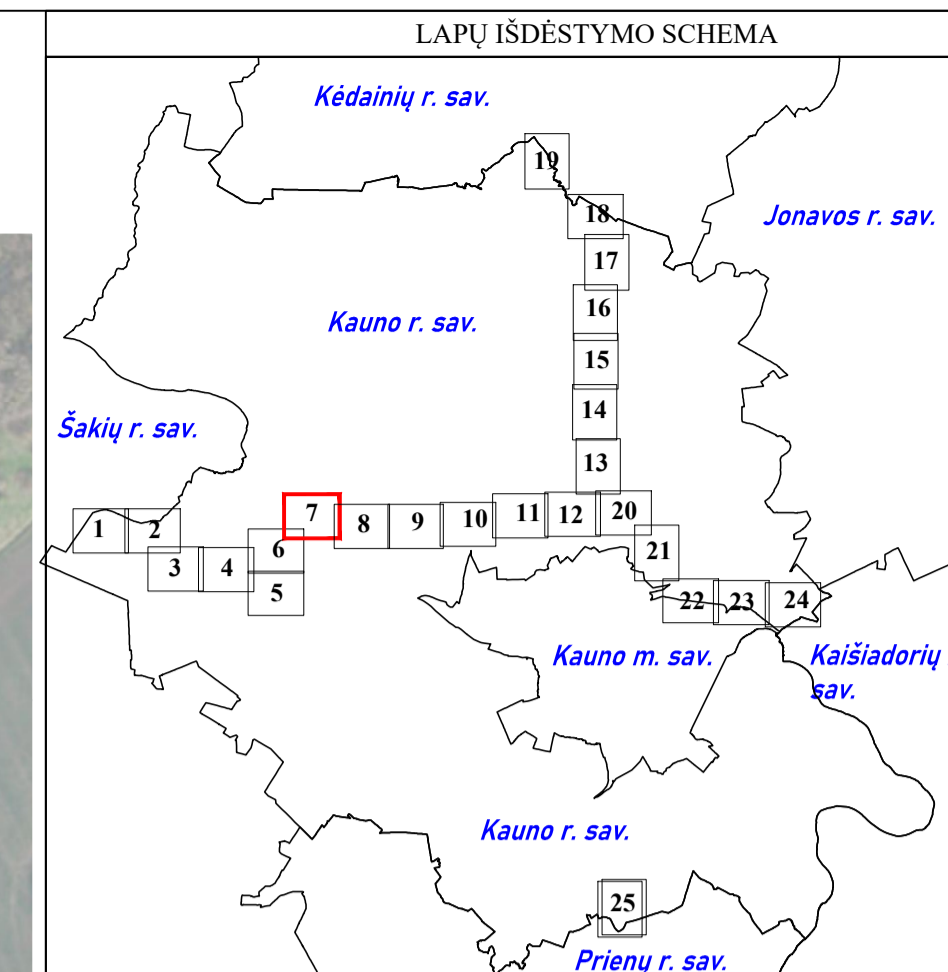 LAPŲ IŠDĖSTYMO SCHEMA
Kėdainių r. sav.
19
18
Jonavos r. sav.
17
16
Kauno r. sav.
15
14
Šakių r. sav.
13
7
1
2
8
9
10
11
12
20
6
21
3
4
5
22
23
24
Kauno m. sav.
Kaišiadorių
sav.
Kauno r. sav.
25
Prienų r. sav.